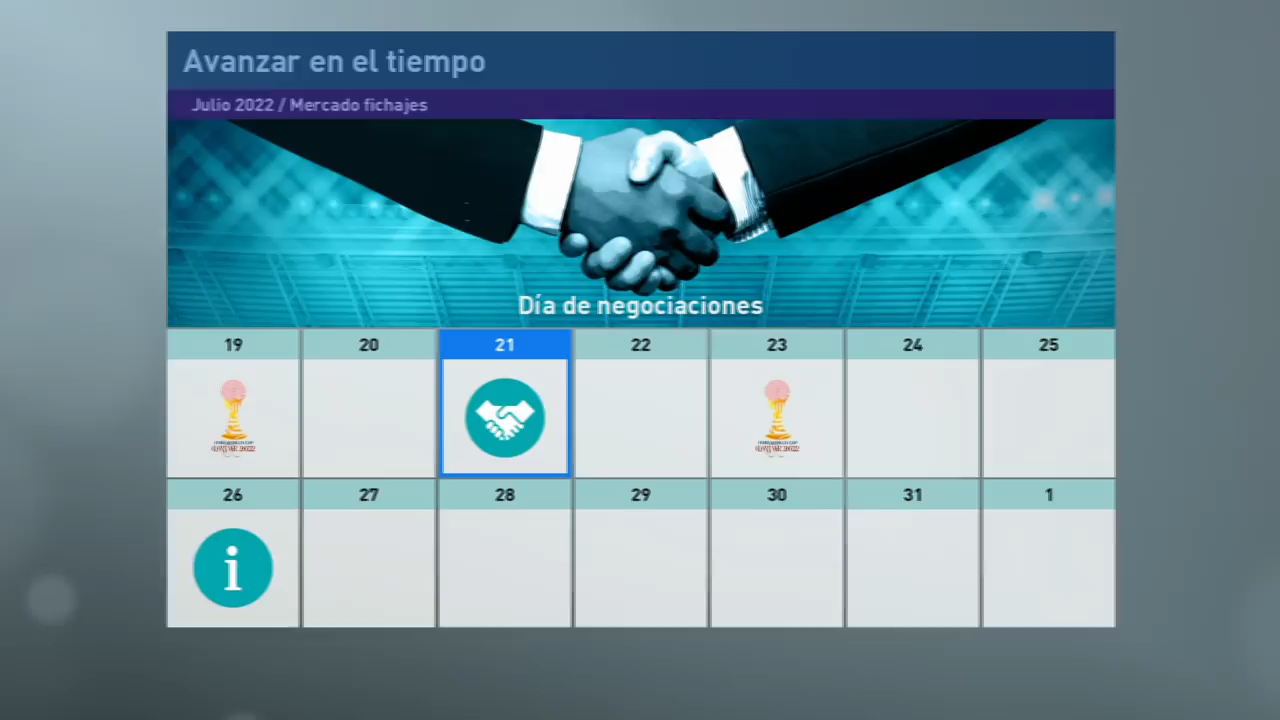 Avanzar en el tiempo
Julio 2022 / Mercado fichajes
Día de negociaciones
19 20 21 22 23 24 25
26 27 28 29 30 31 1
i